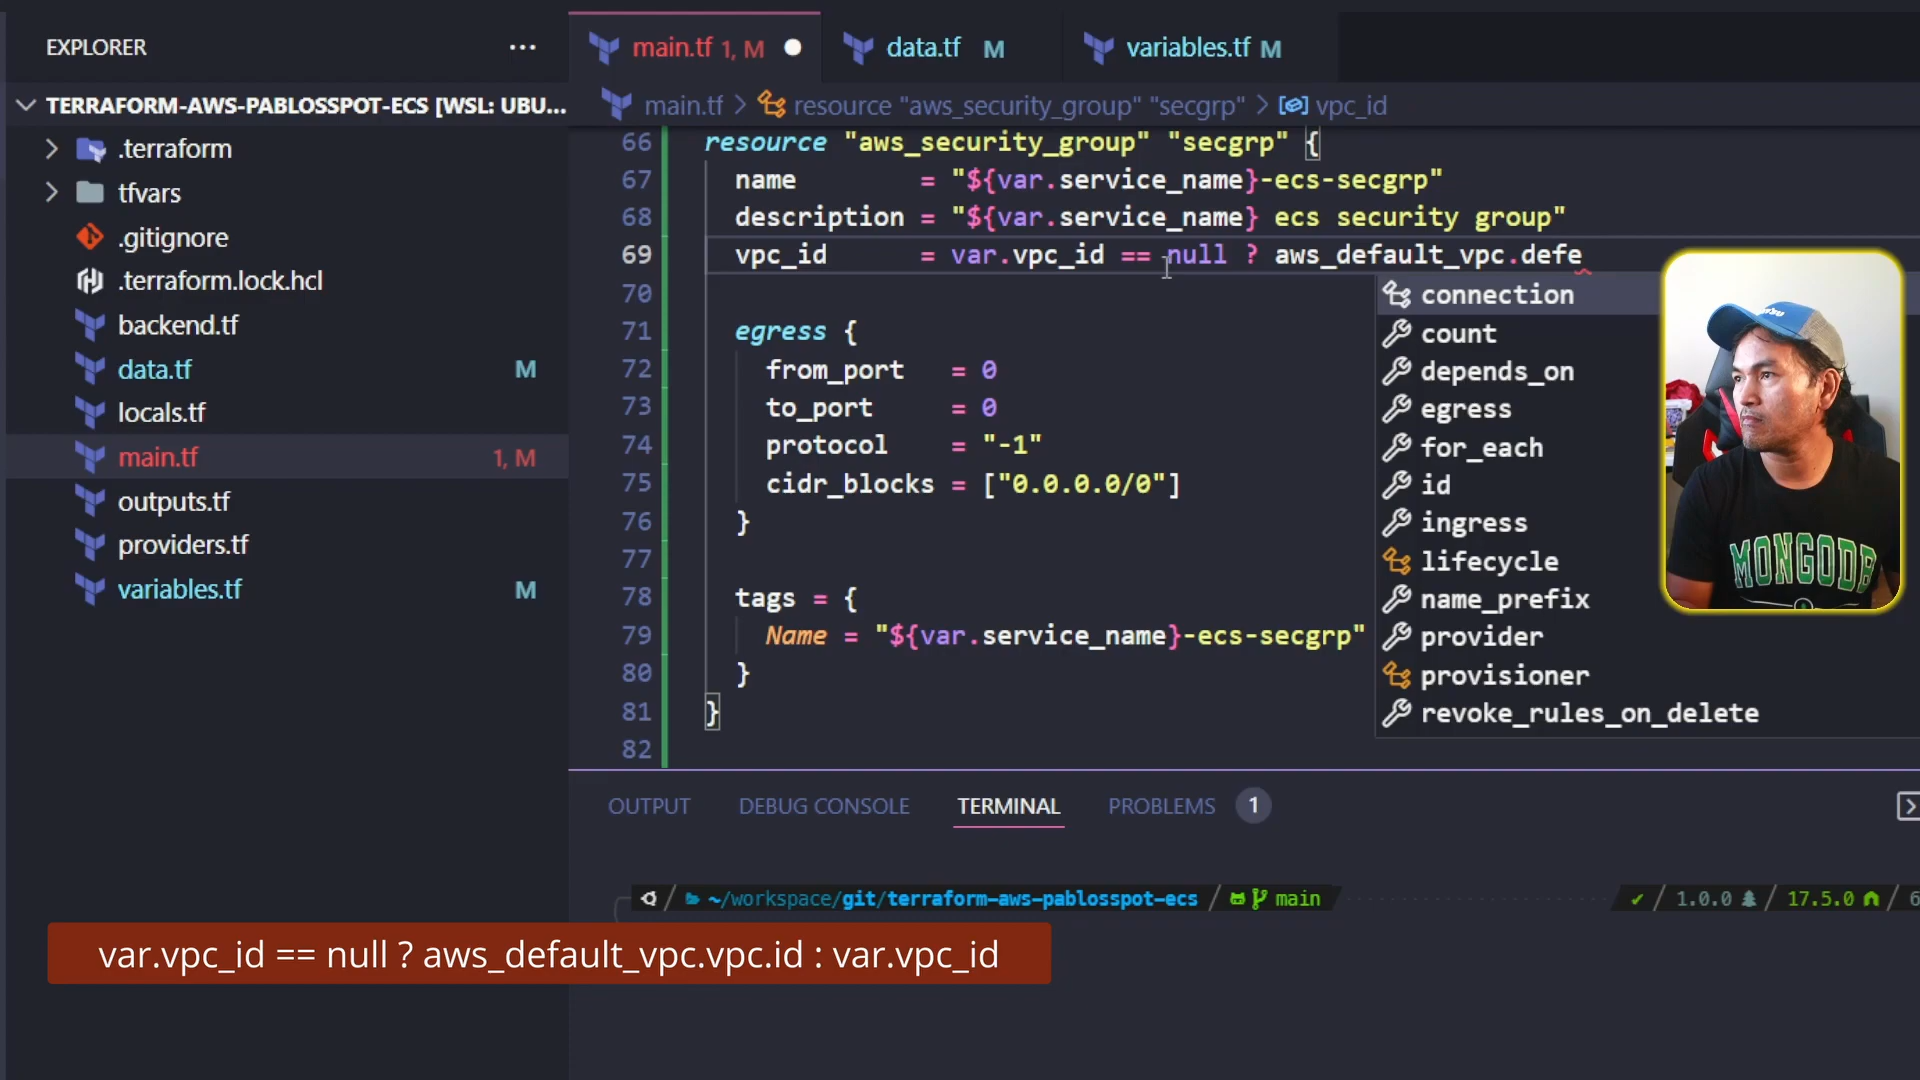 EXPLORER ...
TERRAFORM-AWS-PABLOSSPOT-ECS [WSL: UBU...
.terraform
tfvars
.gitignore
.terraform.lock.hcl
backend.tf
data.tf M
locals.tf
main.tf 1, M
outputs.tf
providers.tf
variables.tf M
main.tf 1, M
data.tf M
variables.tf M
main.tf > resource "aws_security_group" "secgrp" > vpc_id
66 resource "aws_security_group" "secgrp" {
67 name = "${var.service_name}-ecs-secgrp"
68 description = "${var.service_name} ecs security group"
69 vpc_id = var.vpc_id == null ? aws_default_vpc.defe
70
71 egress {
72 from_port = 0
73 to_port = 0
74 protocol = "-1"
75 cidr_blocks = ["0.0.0.0/0"]
76 }
77
78 tags = {
79 Name = "${var.service_name}-ecs-secgrp"
80 }
81 }
82
connection
count
depends_on
egress
for_each
id
ingress
lifecycle
name_prefix
provider
provisioner
revoke_rules_on_delete
MONGODB
OUTPUT DEBUG CONSOLE TERMINAL PROBLEMS 1
~/workspace/git/terraform-aws-pablosspot-ecs main ✔ 1.0.0 17.5.0
var.vpc_id == null ? aws_default_vpc.vpc.id : var.vpc_id